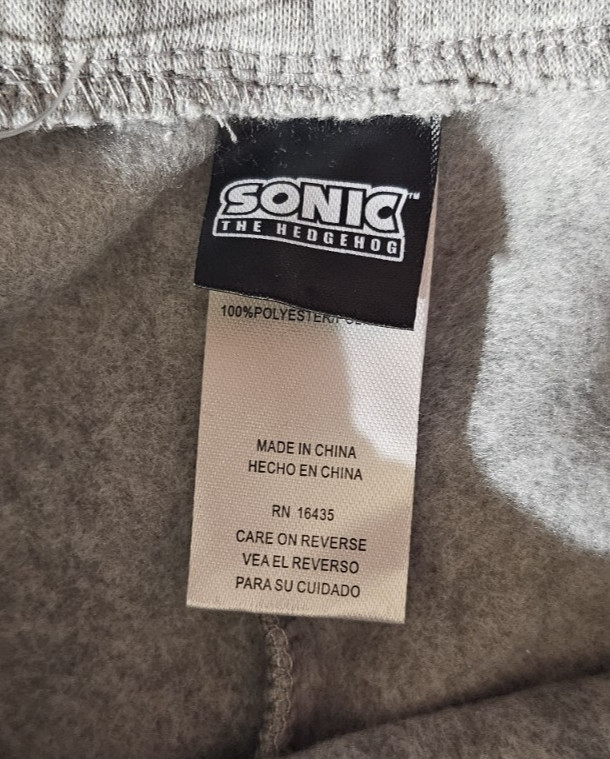 SONIC™
THE HEDGEHOG
100%POLYESTER/
MADE IN CHINA
HECHO EN CHINA
RN 16435
CARE ON REVERSE
VEA EL REVERSO
PARA SU CUIDADO